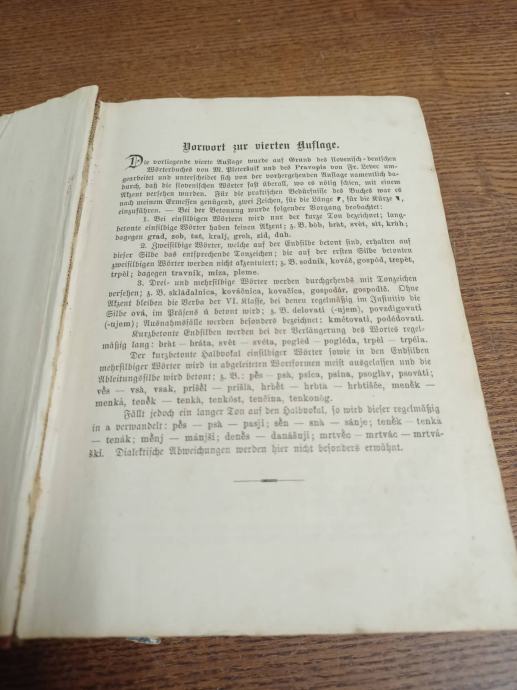 Vorwort zur vierten Auflage.
Die vorliegende vierte Auflage wurde auf Grund des slovenisch-deutschen
Wörterbuches von M. Pleteršnik und des Pravopis von Fr. Levec um-
gearbeitet und unterscheidet sich von der vorhergehenden Auflage namentlich da-
durch, daß die slovenischen Wörter fast überall, wo es nötig schien, mit einem
Akzent versehen wurden. Für die praktischen Bedürfnisse des Buches war es
nach meinem Ermessen genügend, zwei Zeichen, für die Länge ´, für die Kürze `,
einzuführen. — Bei der Betonung wurde folgender Vorgang beobachtet:
1. Bei einsilbigen Wörtern wird nur der kurze Ton bezeichnet; lang-
betonte einsilbige Wörter haben keinen Akzent; z. B. bòb, bràt, svèt, sìt, krùh;
dagegen grad, sob, tat, kralj, groh, zid, duh.
2. Zweisilbige Wörter, welche auf der Endsilbe betont sind, erhalten auf
dieser Silbe das entsprechende Tonzeichen; die auf der ersten Silbe betonten
zweisilbigen Wörter werden nicht akzentuiert; z. B. sodnik, kováč, gospód, trepèt,
trpèl; dagegen travnik, miza, pleme.
3. Drei- und mehrsilbige Wörter werden durchgehends mit Tonzeichen
versehen; z. B. skládalnica, kováčnica, kovačíca, gospodár, gospodíč. Ohne
Akzent bleiben die Verba der VI. Klasse, bei denen regelmäßig im Infinitiv die
Silbe ová, im Präsens ú betont wird; z. B. delovati (-ujem), povzdigovati
(-ujem); Ausnahmsfälle werden besonders bezeichnet: kmétovati, podédovati.
Kurzbetonte Endsilben werden bei der Verlängerung des Wortes regel-
mäßig lang: bràt — bráta, svèt — svéta, poglèd — pogléda, trpèl — trpéla.
Der kurzbetonte Halbvokal einsilbiger Wörter sowie in den Endsilben
mehrsilbiger Wörter wird in abgeleiteten Wortformen meist ausgelassen und die
Ableitungssilbe wird betont; z. B.: pès — psà, psíca, psína, psoglàv, psováti;
vès — vsà, vsak, prišèl — prišlà, hrbèt — hrbtà — hrbtíšče, menèk —
menká, tenèk — tenkà, tenkóst, tenčína, tenkonòg.
Fällt jedoch ein langer Ton auf den Halbvokal, so wird dieser regelmäßig
in a verwandelt: pès — psà — pasji; sèn — snà — sánje; tenèk — tenka
— tenák; mènj — mánjši; denès — danášnji; mrtvèc — mrtvác — mrtvá-
ški. Dialektische Abweichungen werden hier nicht besonders erwähnt.